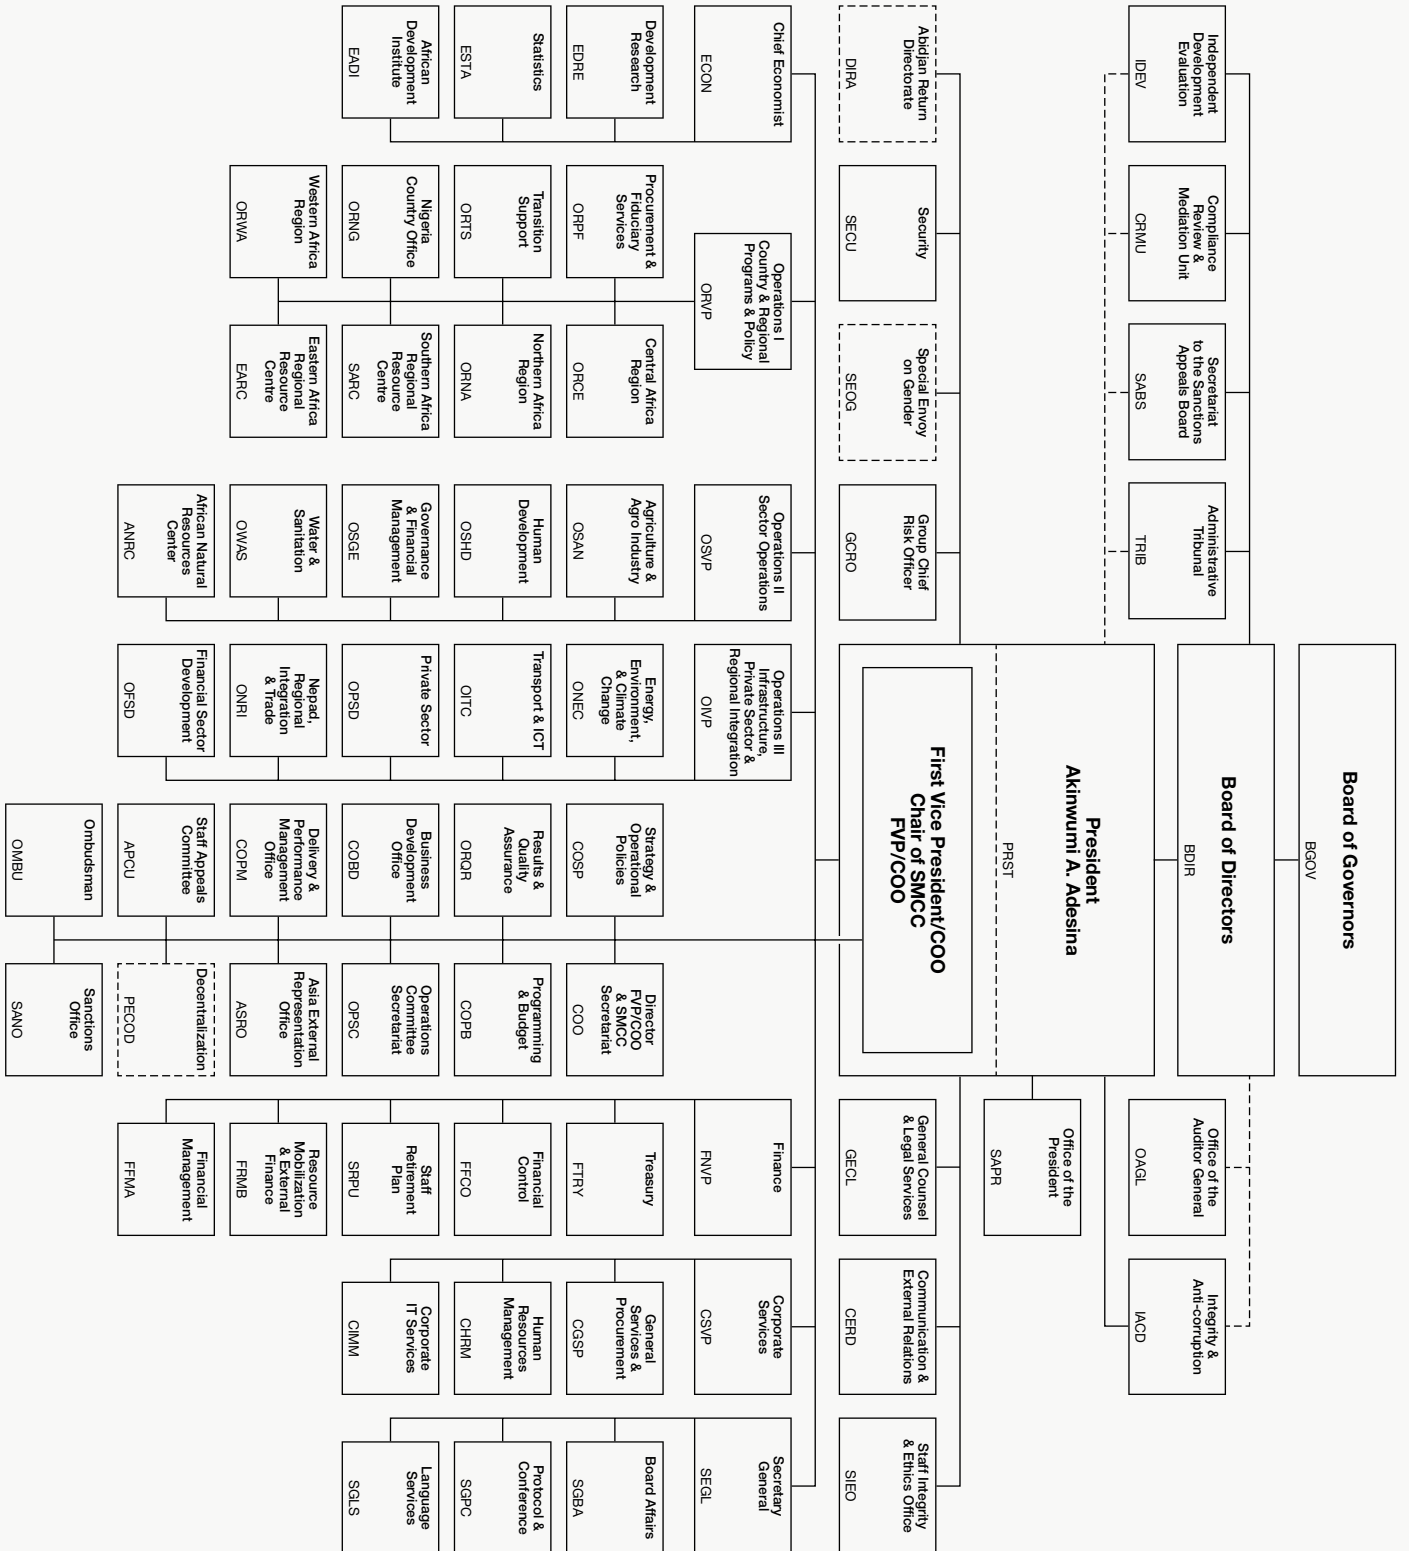 Board of Governors
BGOV
Board of Directors
BDIR
President
Akinwumi A. Adesina
PRST
First Vice President/COO
Chair of SMCC
FVP/COO
Independent
Development
Evaluation
IDEV
Compliance
Review &
Mediation Unit
CRMU
Secretariat
to the Sanctions
Appeals Board
SABS
Administrative
Tribunal
TRIB
Office of the
Auditor General
OAGL
Integrity &
Anti-corruption
IACD
Office of the
President
SAPR
Abidjan Return
Directorate
DIRA
Security
SECU
Special Envoy
on Gender
SEOG
Group Chief
Risk Officer
GCRO
General Counsel
& Legal Services
GECL
Communication &
External Relations
CERD
Staff Integrity
& Ethics Office
SIEO
Chief Economist
ECON
Development
Research
EDRE
Statistics
ESTA
African
Development
Institute
EADI
Operations I
Country & Regional
Programs & Policy
ORVP
Procurement &
Fiduciary
Services
ORPF
Central Africa
Region
ORCE
Transition
Support
ORTS
Northern Africa
Region
ORNA
Nigeria
Country Office
ORNG
Southern Africa
Regional
Resource
Centre
SARC
Western Africa
Region
ORWA
Eastern Africa
Regional
Resource
Centre
EARC
Operations II
Sector Operations
OSVP
Agriculture &
Agro Industry
OSAN
Human
Development
OSHD
Governance
& Financial
Management
OSGE
Water &
Sanitation
OWAS
African Natural
Resources
Center
ANRC
Operations III
Infrastructure,
Private Sector &
Regional Integration
OIVP
Energy,
Environment,
& Climate
Change
ONEC
Transport & ICT
OITC
Private Sector
OPSD
Nepad,
Regional
Integration
& Trade
ONRI
Financial Sector
Development
OFSD
Strategy &
Operational
Policies
COSP
Director
FVP/COO
& SMCC
Secretariat
COO
Results &
Quality
Assurance
ORQR
Programming
& Budget
COPB
Business
Development
Office
COBD
Operations
Committee
Secretariat
OPSC
Delivery &
Performance
Management
Office
COPM
Asia External
Representation
Office
ASRO
Staff Appeals
Committee
APCU
Decentralization
PECOD
Ombudsman
OMBU
Sanctions
Office
SANO
Finance
FNVP
Treasury
FTRY
Financial
Control
FFCO
Staff
Retirement
Plan
SRPU
Resource
Mobilization
& External
Finance
FRMB
Financial
Management
FFMA
Corporate
Services
CSVP
General
Services &
Procurement
CGSP
Human
Resources
Management
CHRM
Corporate
IT Services
CIMM
Secretary
General
SEGL
Board Affairs
SGBA
Protocol &
Conference
SGPC
Language
Services
SGLS